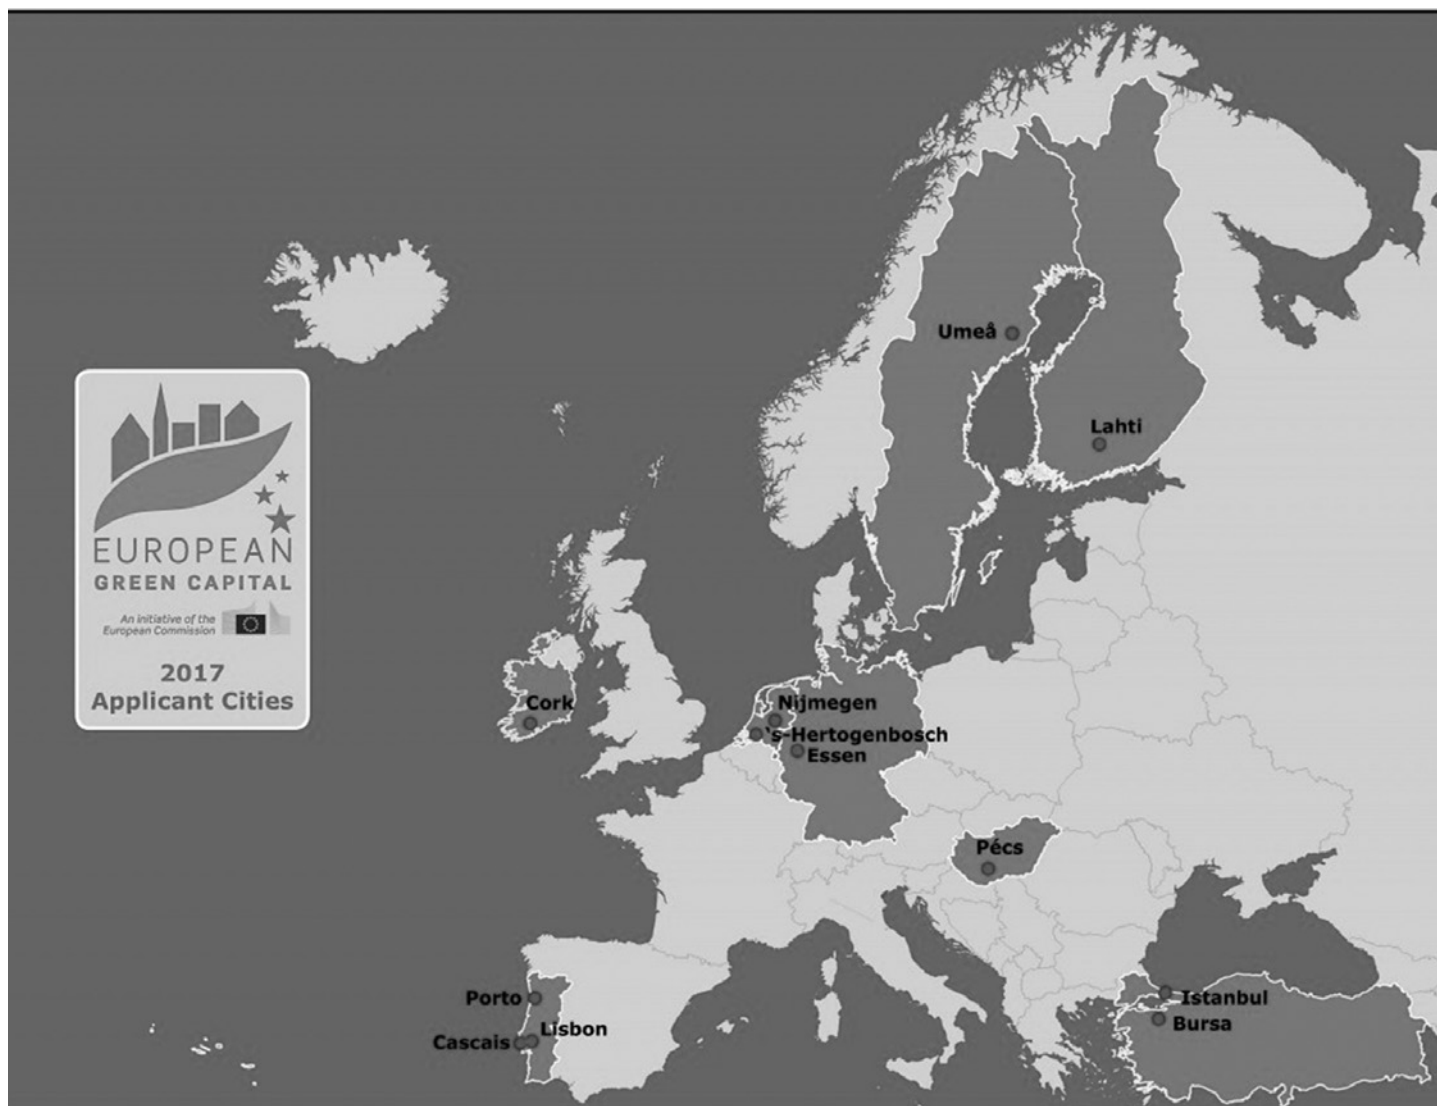 Umeå
Lahti
EUROPEAN
GREEN CAPITAL
An initiative of the
European Commission
2017
Applicant Cities
Cork
Nijmegen
's-Hertogenbosch
Essen
Pécs
Porto
Lisbon
Cascais
Istanbul
Bursa